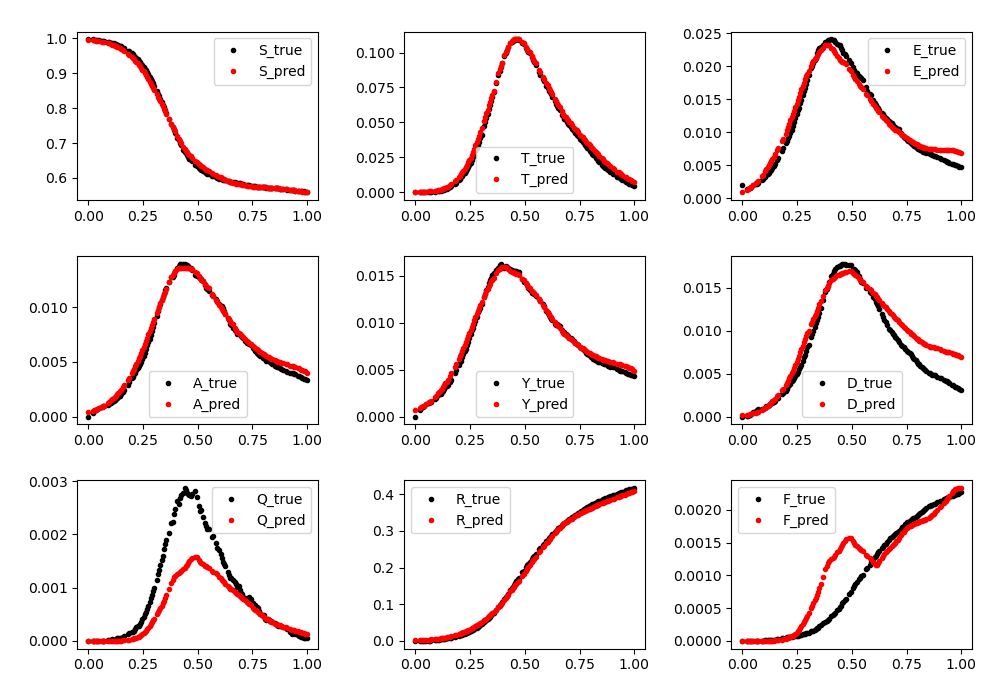 1.0
0.9
0.8
0.7
0.6
0.00 0.25 0.50 0.75 1.00
S_true
S_pred
0.100
0.075
0.050
0.025
0.000
0.00 0.25 0.50 0.75 1.00
T_true
T_pred
0.025
0.020
0.015
0.010
0.005
0.000
0.00 0.25 0.50 0.75 1.00
E_true
E_pred
0.010
0.005
0.000
0.00 0.25 0.50 0.75 1.00
A_true
A_pred
0.015
0.010
0.005
0.000
0.00 0.25 0.50 0.75 1.00
Y_true
Y_pred
0.015
0.010
0.005
0.000
0.00 0.25 0.50 0.75 1.00
D_true
D_pred
0.003
0.002
0.001
0.000
0.00 0.25 0.50 0.75 1.00
Q_true
Q_pred
0.4
0.3
0.2
0.1
0.0
0.00 0.25 0.50 0.75 1.00
R_true
R_pred
0.0020
0.0015
0.0010
0.0005
0.0000
0.00 0.25 0.50 0.75 1.00
F_true
F_pred